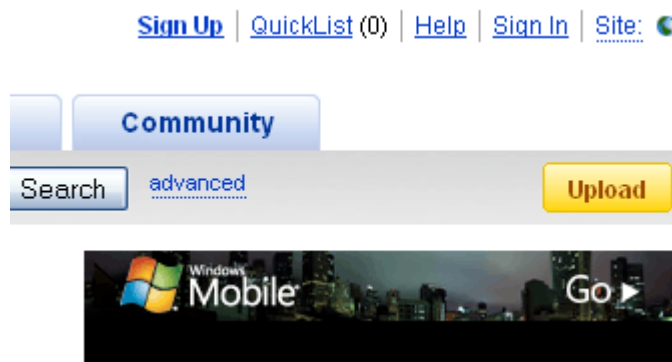 Sign Up | QuickList (0) | Help | Sign In | Site:
Community
Search advanced Upload
Windows
Mobile Go